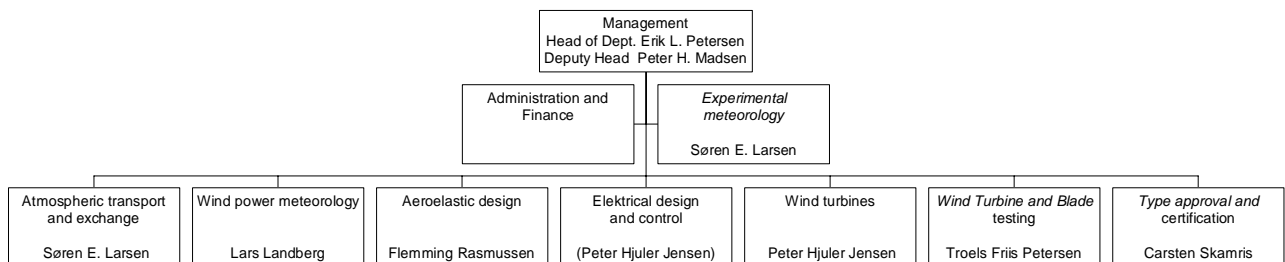 Management
Head of Dept. Erik L. Petersen
Deputy Head Peter H. Madsen
Administration and
Finance
Experimental
meteorology
Søren E. Larsen
Atmospheric transport
and exchange
Søren E. Larsen
Wind power meteorology
Lars Landberg
Aeroelastic design
Flemming Rasmussen
Elektrical design
and control
(Peter Hjuler Jensen)
Wind turbines
Peter Hjuler Jensen
Wind Turbine and Blade
testing
Troels Friis Petersen
Type approval and
certification
Carsten Skamris